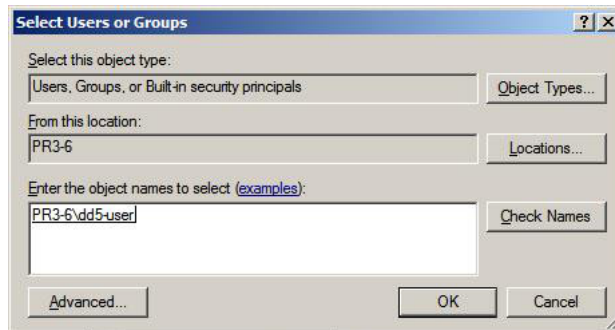 Select Users or Groups
Select this object type:
Users, Groups, or Built-in security principals
Object Types...
From this location:
PR3-6
Locations...
Enter the object names to select (examples):
PR3-6\dd5-user
Check Names
Advanced...
OK
Cancel